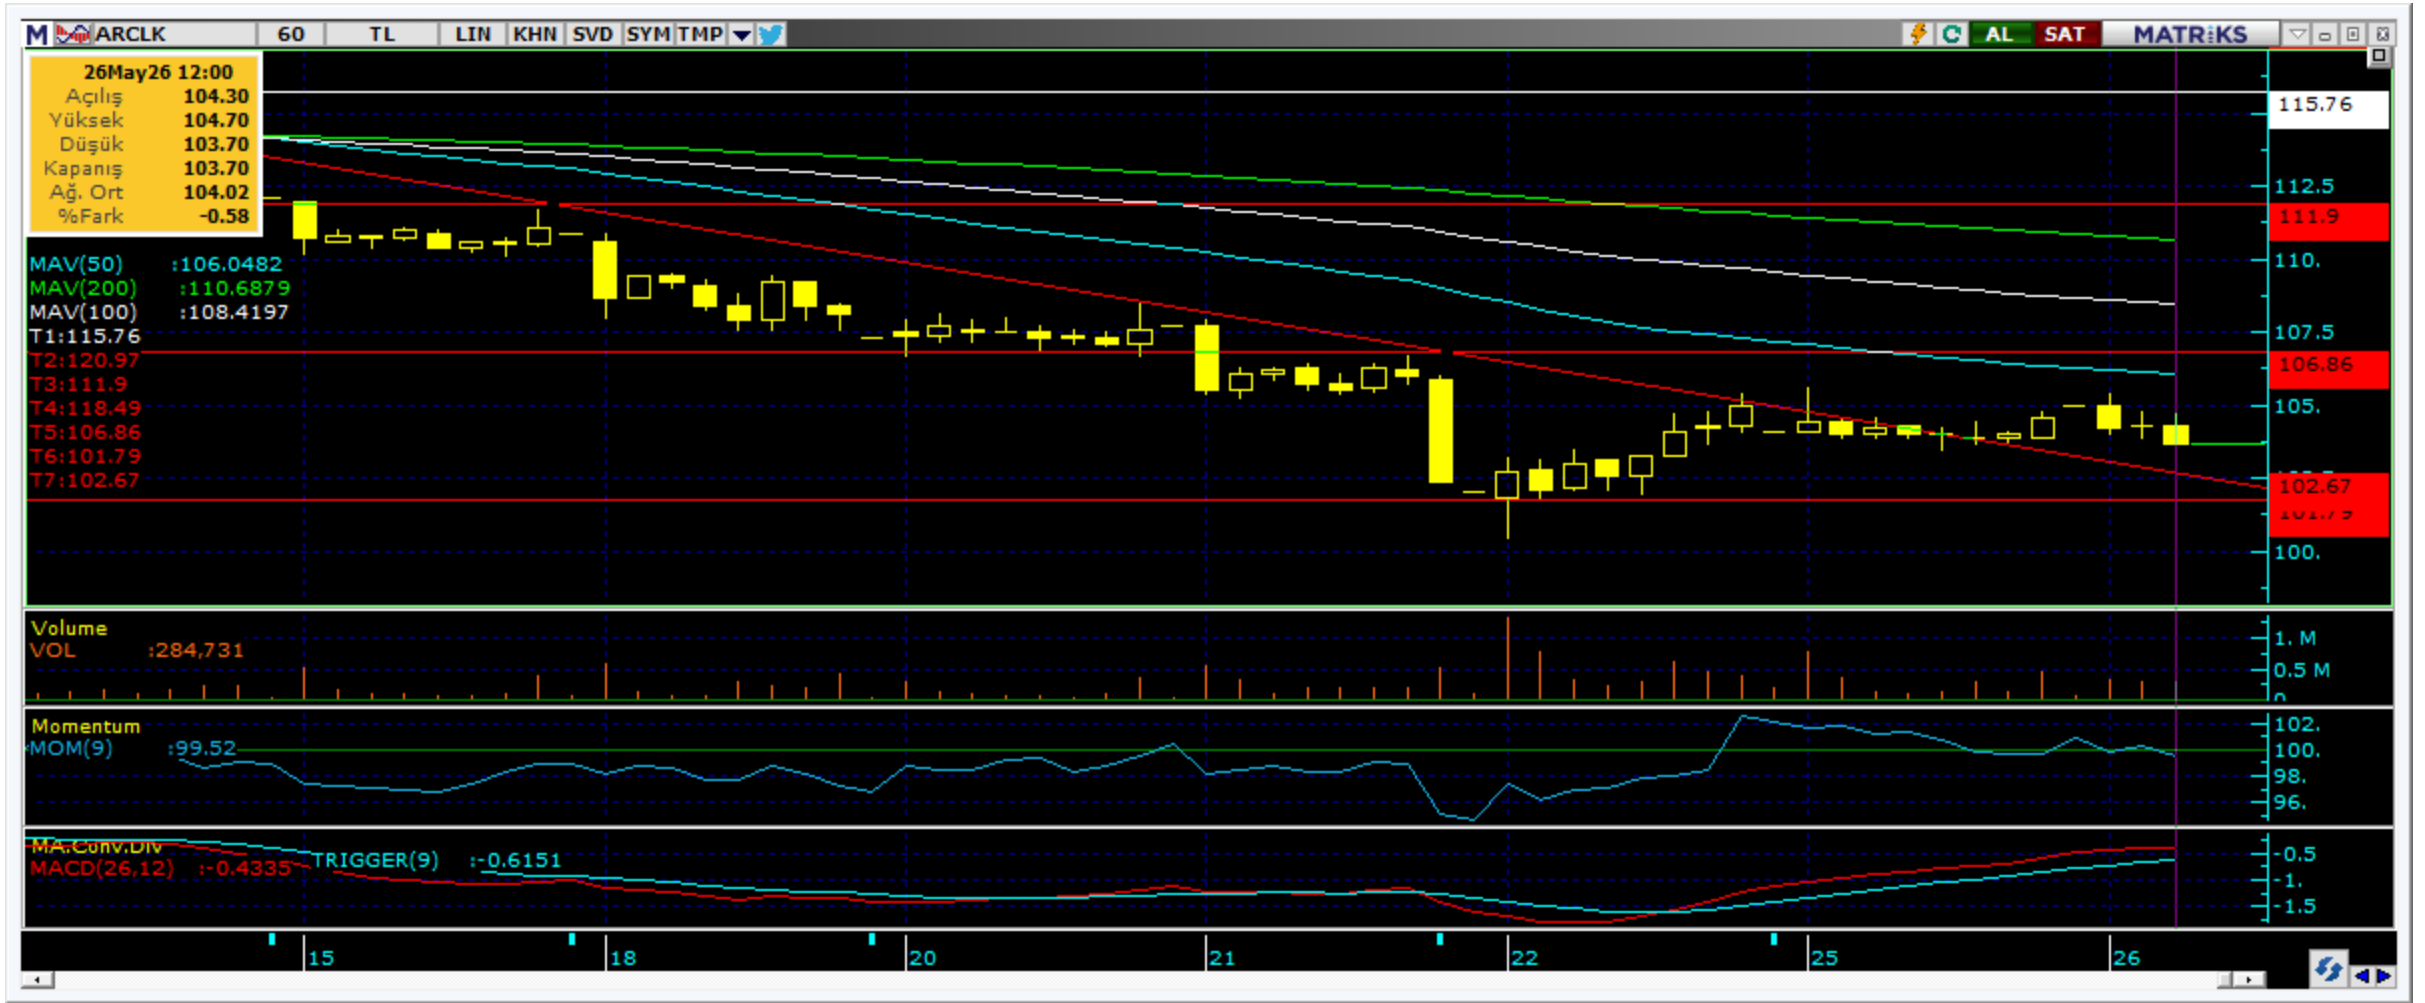 M ARCLK 60 TL LIN KHN SVD SYM TMP AL SAT MATRiKS
26May26 12:00
Açılış 104.30
Yüksek 104.70
Düşük 103.70
Kapanış 103.70
Ağ. Ort 104.02
%Fark -0.58
MAV(50) :106.0482
MAV(200) :110.6879
MAV(100) :108.4197
T1:115.76
T2:120.97
T3:111.9
T4:118.49
T5:106.86
T6:101.79
T7:102.67
115.76
112.5
111.9
110.
107.5
106.86
105.
102.67
101.79
100.
Volume
VOL :284,731
1. M
0.5 M
0
Momentum
MOM(9) :99.52
102.
100.
98.
96.
MA.Conv.Div
MACD(26,12) :-0.4335 TRIGGER(9) :-0.6151
-0.5
-1.
-1.5
15 18 20 21 22 25 26